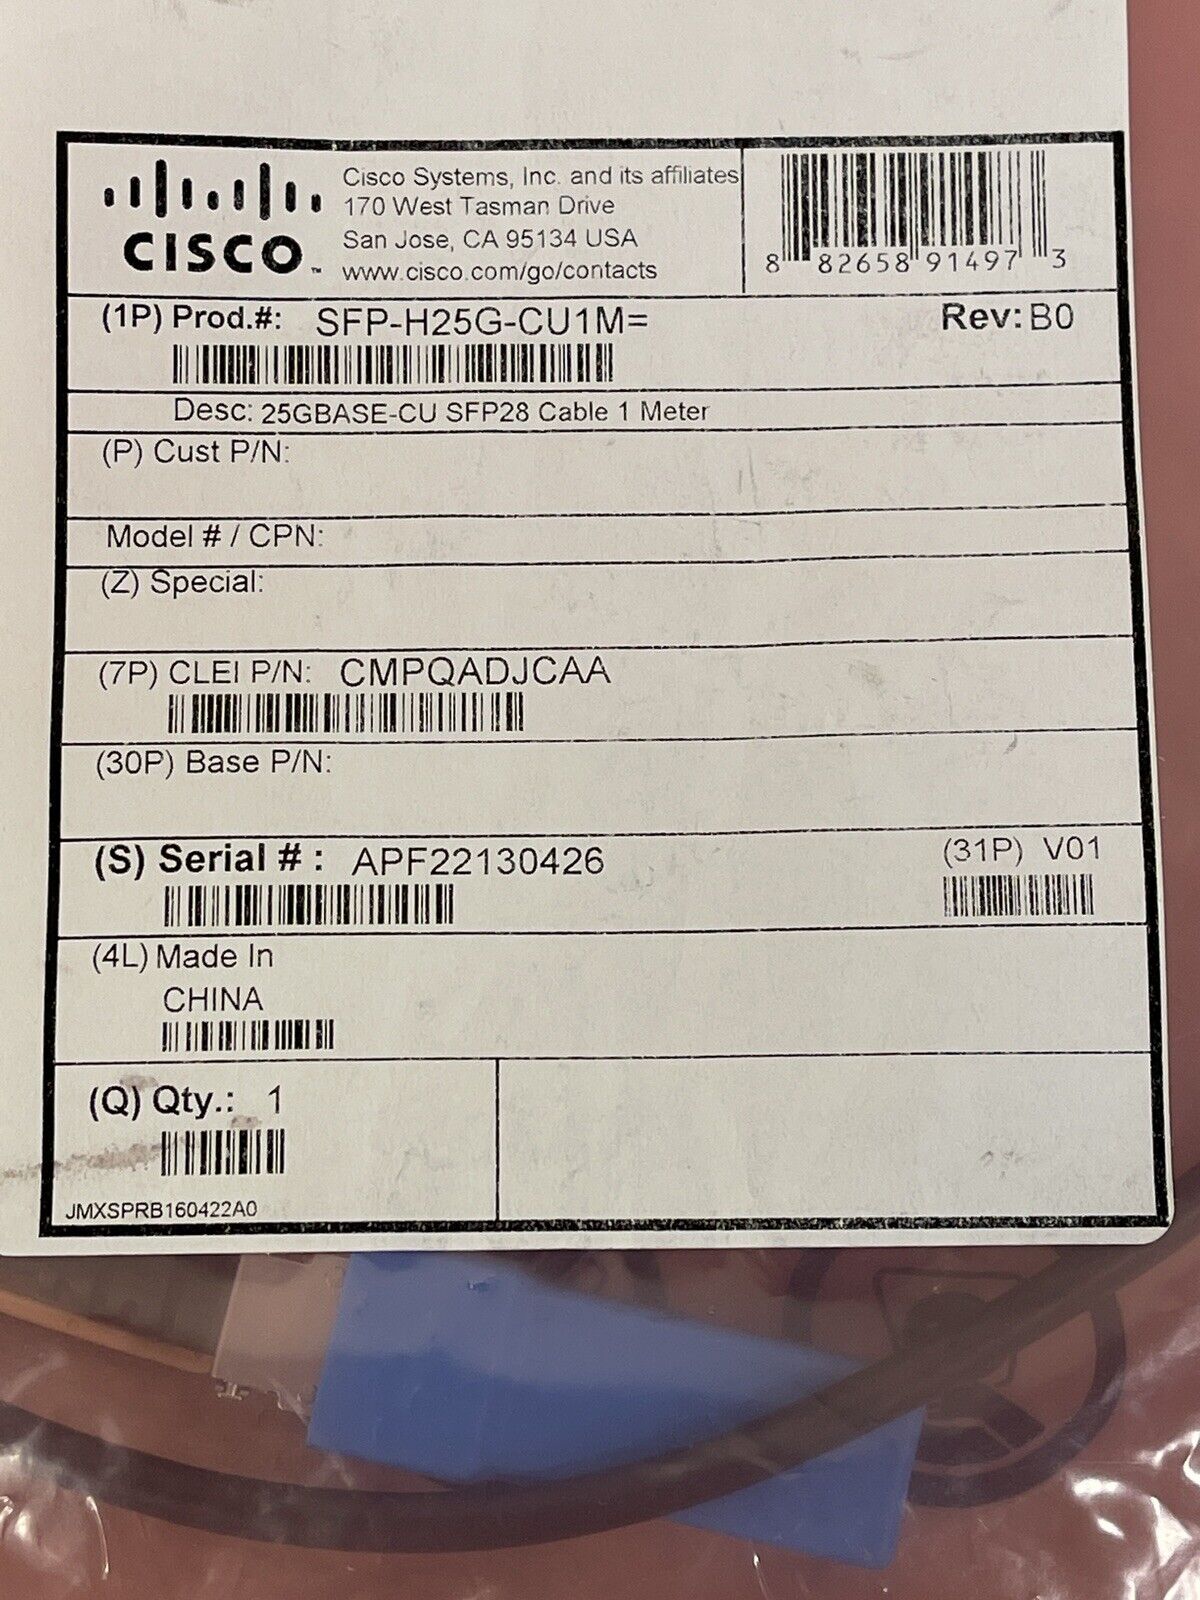 CISCO™
Cisco Systems, Inc. and its affiliates
170 West Tasman Drive
San Jose, CA 95134 USA
www.cisco.com/go/contacts
8 82658 91497 3
(1P) Prod.#: SFP-H25G-CU1M= Rev: B0
Desc: 25GBASE-CU SFP28 Cable 1 Meter
(P) Cust P/N:
Model # / CPN:
(Z) Special:
(7P) CLEI P/N: CMPQADJCAA
(30P) Base P/N:
(S) Serial # : APF22130426 (31P) V01
(4L) Made In
CHINA
(Q) Qty.: 1
JMXSPRB160422A0